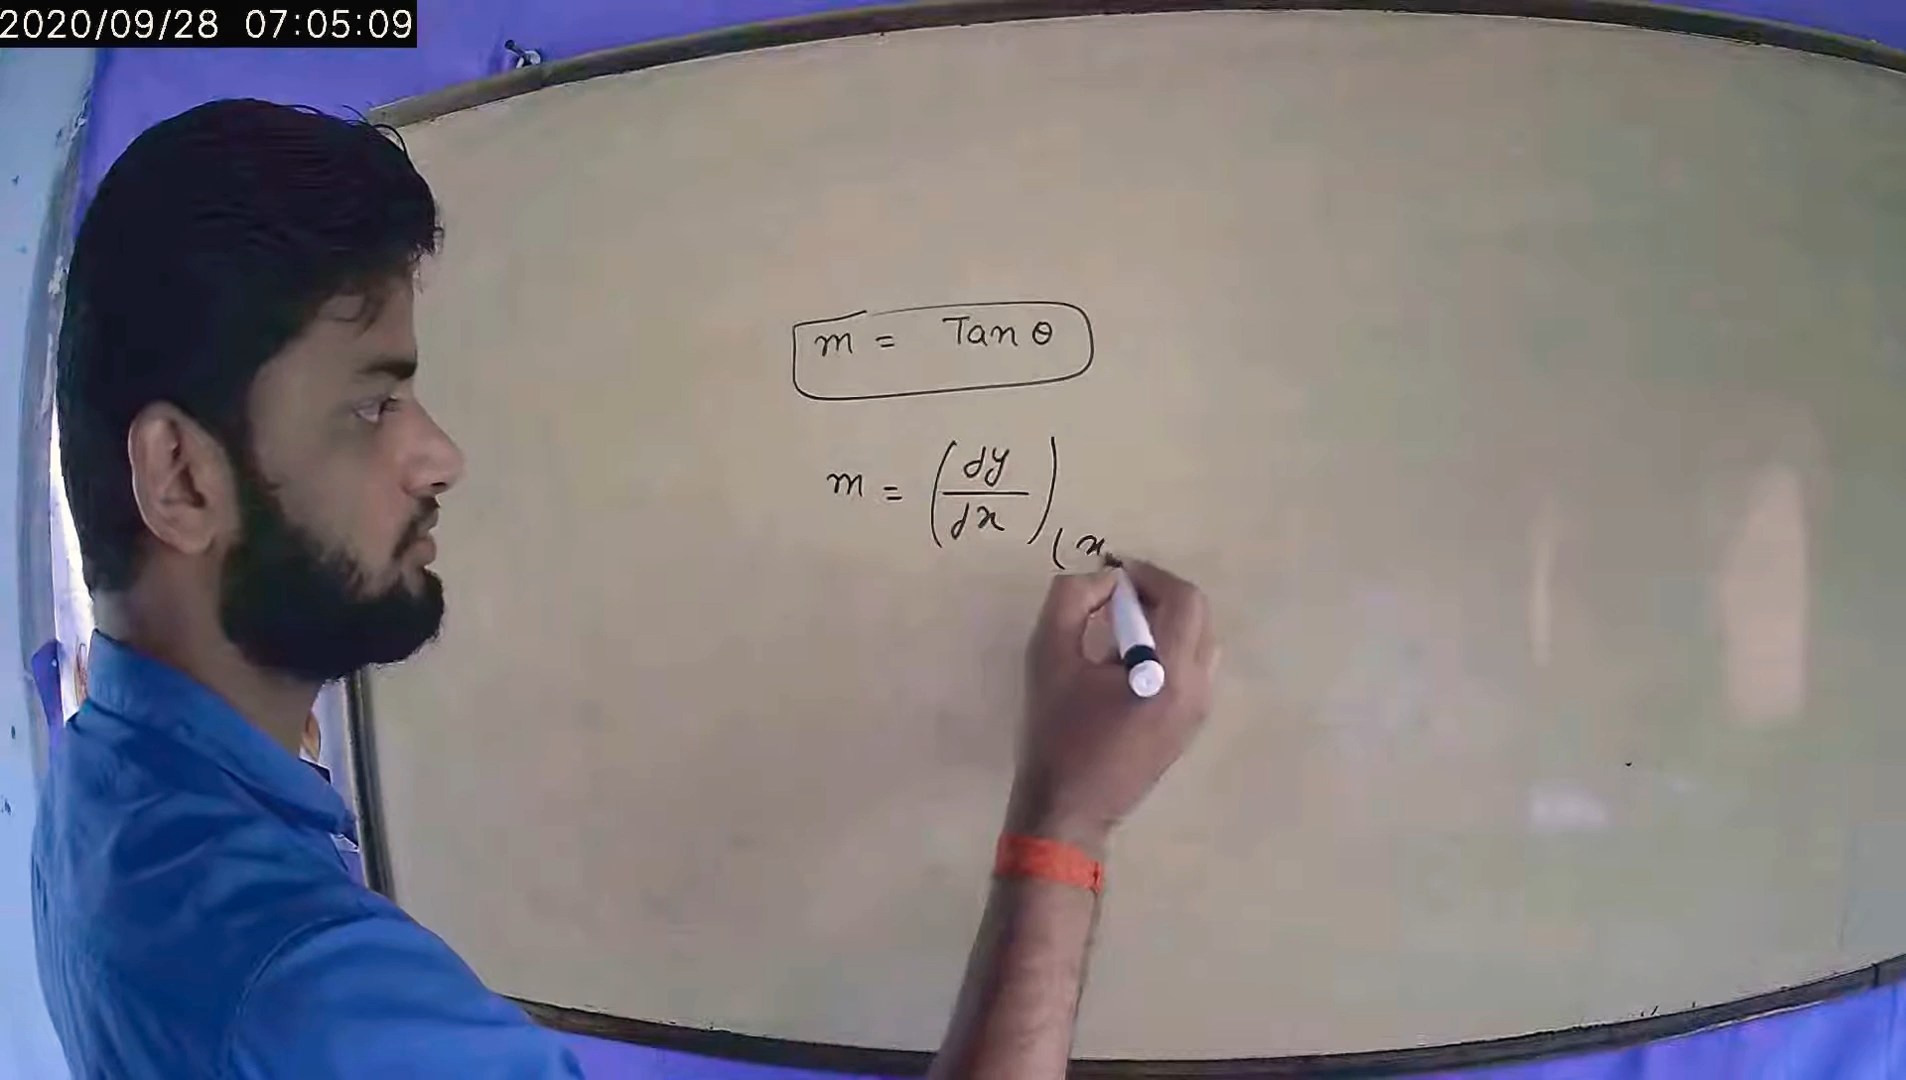 2020/09/28 07:05:09
m = Tan θ
m = (dy/dx)(x